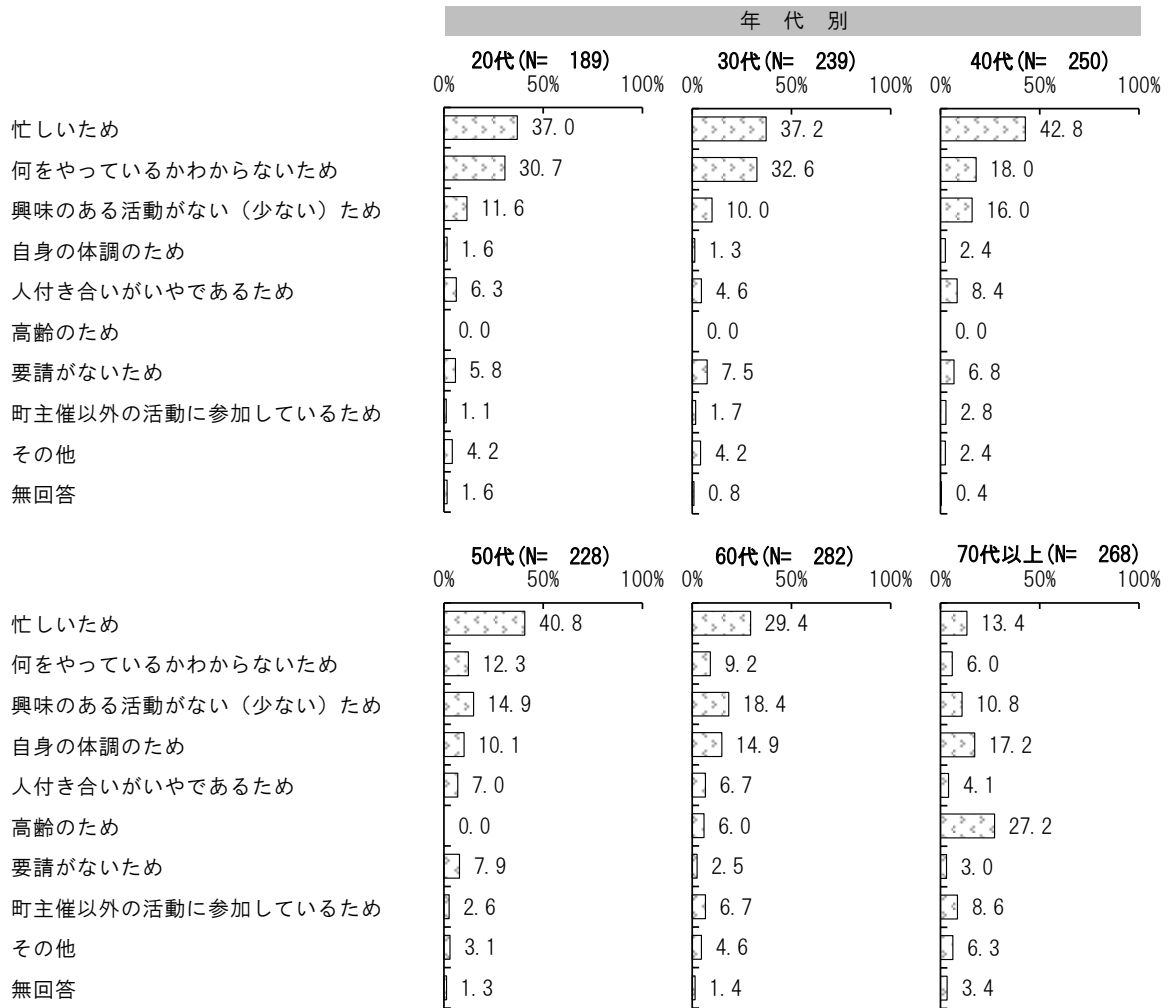 年 代 別
20代(N= 189) 30代(N= 239) 40代(N= 250)
0% 50% 100% 0% 50% 100% 0% 50% 100%
忙しいため 37.0 37.2 42.8
何をやっているかわからないため 30.7 32.6 18.0
興味のある活動がない（少ない）ため 11.6 10.0 16.0
自身の体調のため 1.6 1.3 2.4
人付き合いがいやであるため 6.3 4.6 8.4
高齢のため 0.0 0.0 0.0
要請がないため 5.8 7.5 6.8
町主催以外の活動に参加しているため 1.1 1.7 2.8
その他 4.2 4.2 2.4
無回答 1.6 0.8 0.4
50代(N= 228) 60代(N= 282) 70代以上(N= 268)
0% 50% 100% 0% 50% 100% 0% 50% 100%
忙しいため 40.8 29.4 13.4
何をやっているかわからないため 12.3 9.2 6.0
興味のある活動がない（少ない）ため 14.9 18.4 10.8
自身の体調のため 10.1 14.9 17.2
人付き合いがいやであるため 7.0 6.7 4.1
高齢のため 0.0 6.0 27.2
要請がないため 7.9 2.5 3.0
町主催以外の活動に参加しているため 2.6 6.7 8.6
その他 3.1 4.6 6.3
無回答 1.3 1.4 3.4